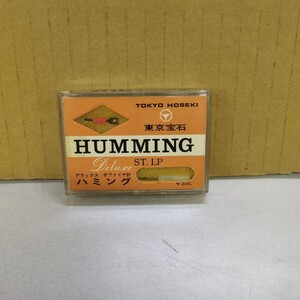 TOKYO HOSEKI
東京宝石
HUMMING
Deluxe ST. LP
デラックス サファイヤ針
ハミング